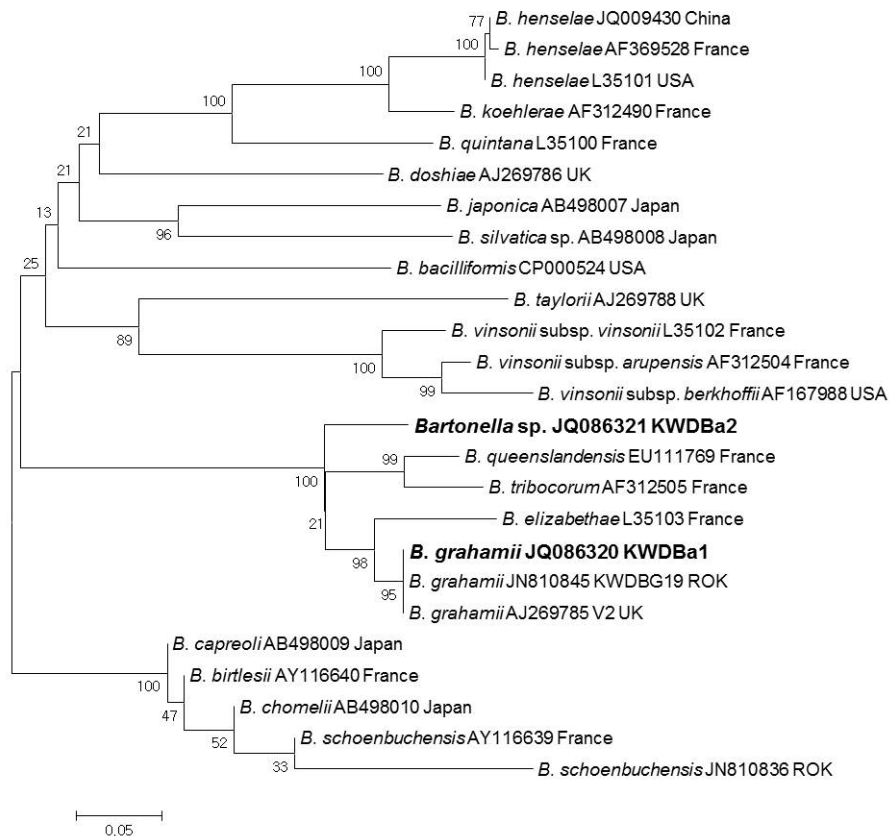 B. henselae JQ009430 China
77
B. henselae AF369528 France
100
B. henselae L35101 USA
100
B. koehlerae AF312490 France
100
B. quintana L35100 France
21
B. doshiae AJ269786 UK
21
B. japonica AB498007 Japan
13
96
B. silvatica sp. AB498008 Japan
25
B. bacilliformis CP000524 USA
B. taylorii AJ269788 UK
89
B. vinsonii subsp. vinsonii L35102 France
100
B. vinsonii subsp. arupensis AF312504 France
99
B. vinsonii subsp. berkhoffii AF167988 USA
Bartonella sp. JQ086321 KWDBa2
99
B. queenslandensis EU111769 France
100
B. tribocorum AF312505 France
21
B. elizabethae L35103 France
98
B. grahamii JQ086320 KWDBa1
95
B. grahamii JN810845 KWDBG19 ROK
B. grahamii AJ269785 V2 UK
B. capreoli AB498009 Japan
100
B. birtlesii AY116640 France
47
B. chomelii AB498010 Japan
52
B. schoenbuchensis AY116639 France
33
B. schoenbuchensis JN810836 ROK
0.05